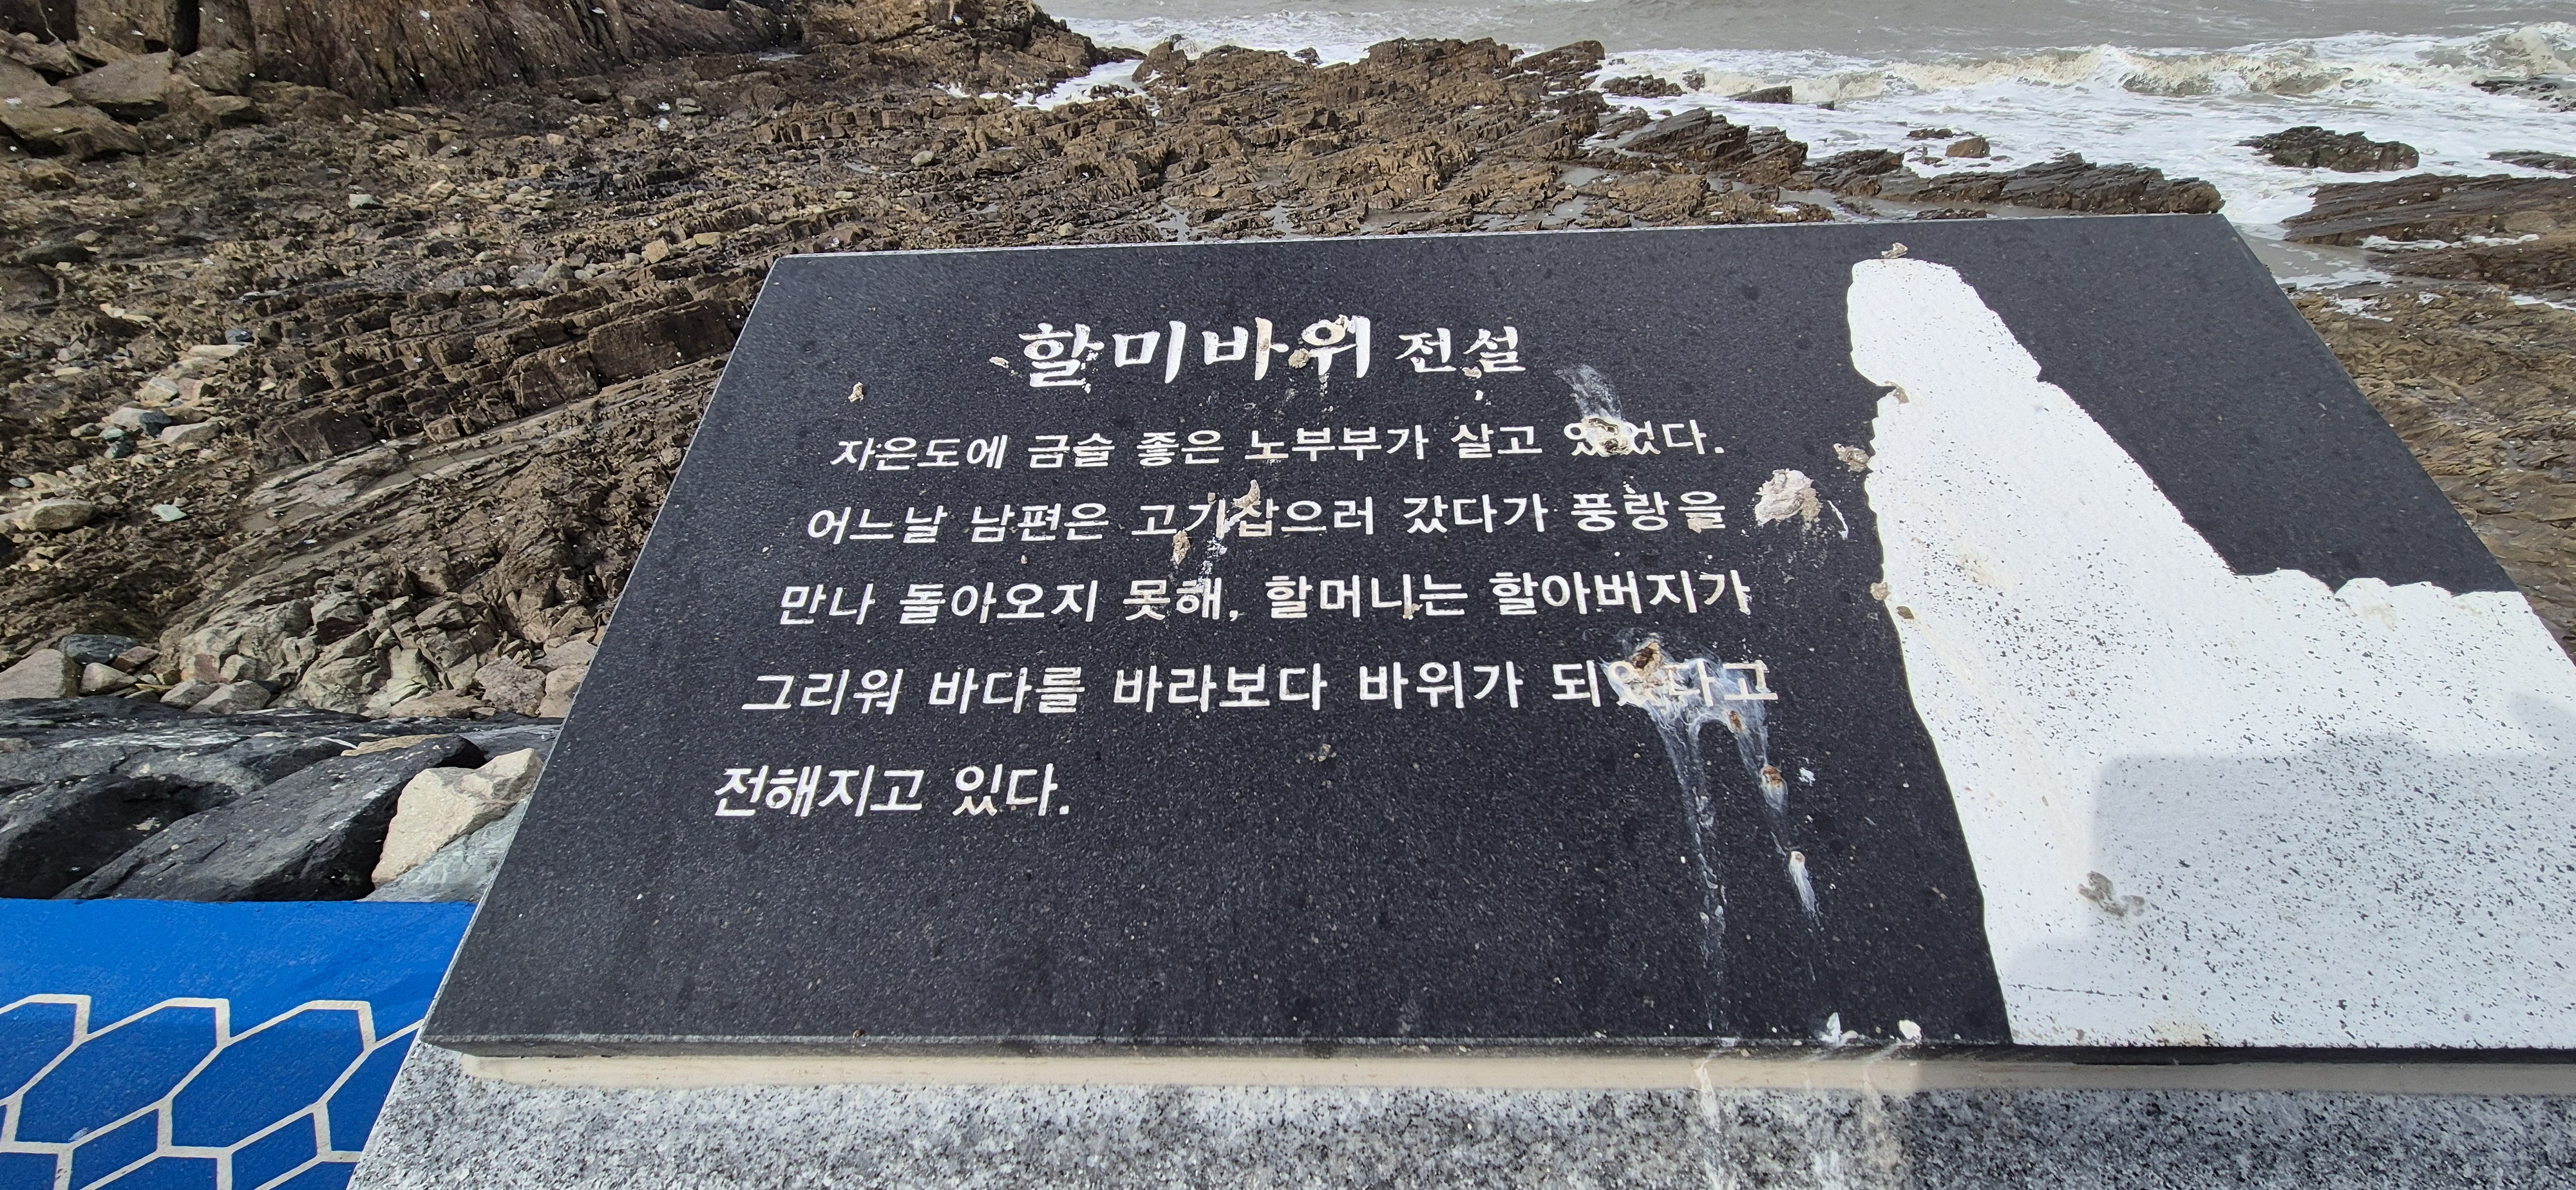 할미바위 전설
자은도에 금슬 좋은 노부부가 살고 있었다.
어느날 남편은 고기잡으러 갔다가 풍랑을
만나 돌아오지 못해, 할머니는 할아버지가
그리워 바다를 바라보다 바위가 되었다고
전해지고 있다.